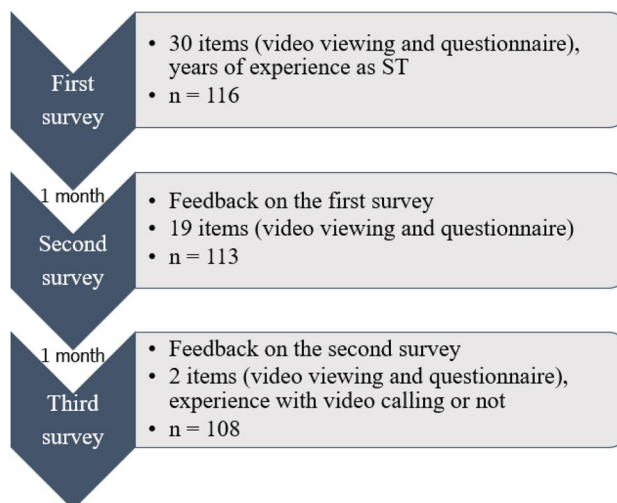 First
survey
• 30 items (video viewing and questionnaire),
years of experience as ST
• n = 116
1 month
Second
survey
• Feedback on the first survey
• 19 items (video viewing and questionnaire)
• n = 113
1 month
Third
survey
• Feedback on the second survey
• 2 items (video viewing and questionnaire),
experience with video calling or not
• n = 108